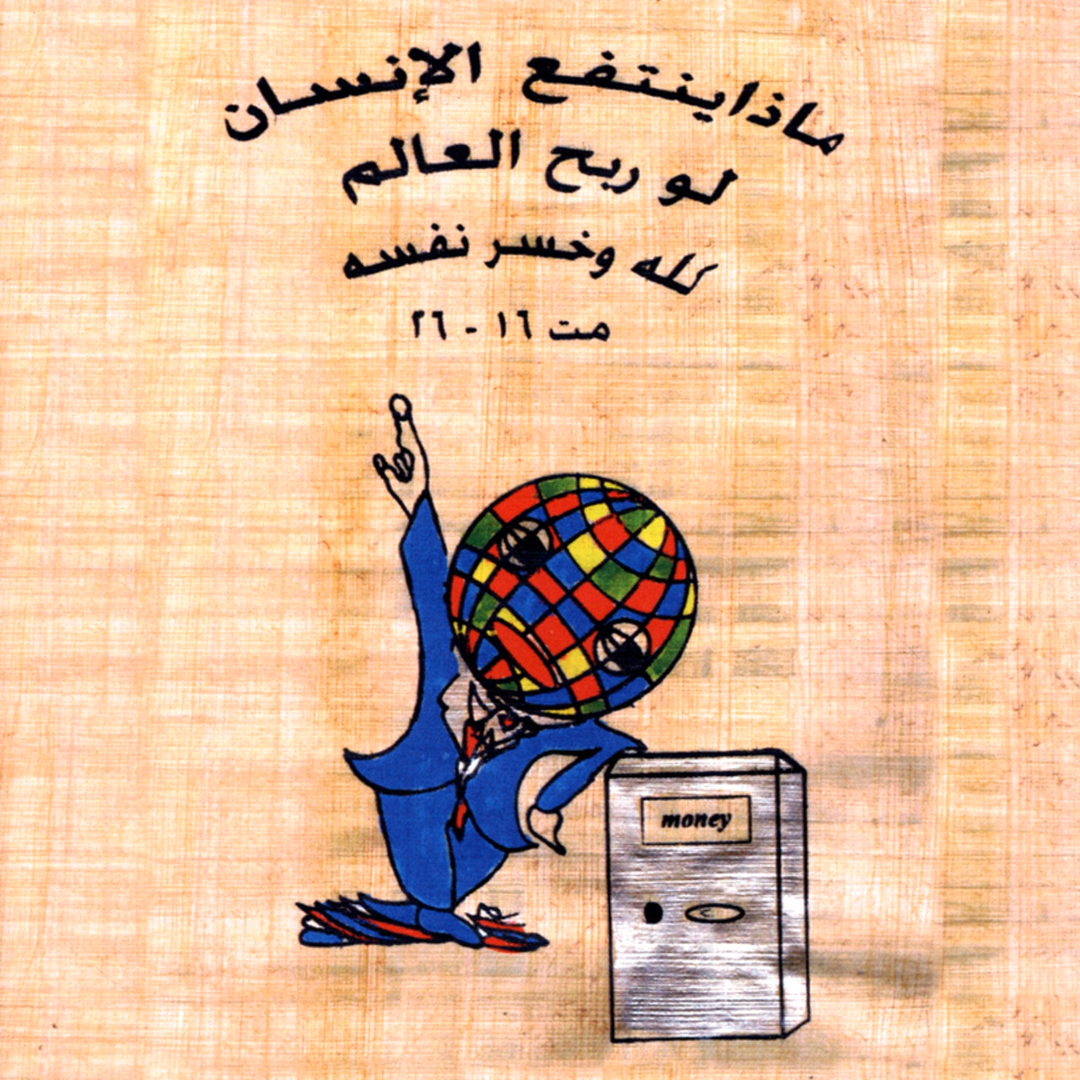 ماذا ينتفع الإنسان
لو ربح العالم
كله وخسر نفسه
مت ١٦ - ٢٦
money